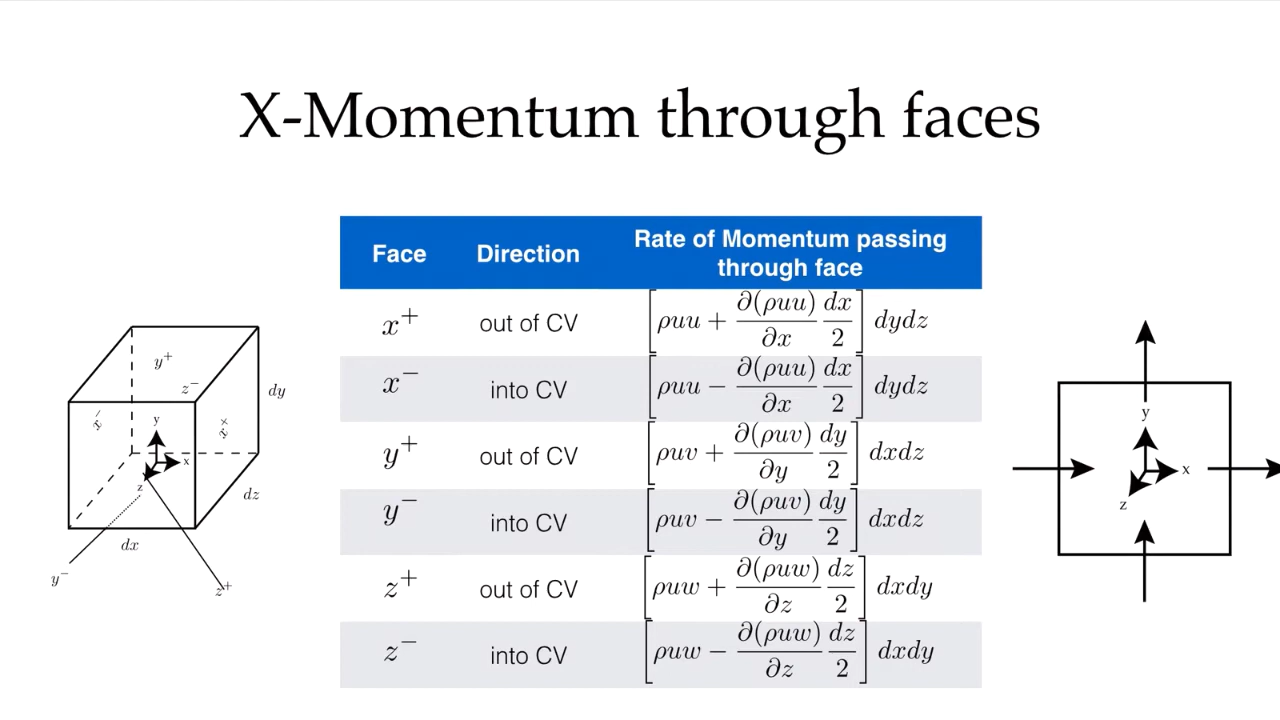 X-Momentum through faces
Face Direction Rate of Momentum passing
through face
x⁺ out of CV [ρuu + ∂(ρuu)/∂x dx/2] dydz
x⁻ into CV [ρuu − ∂(ρuu)/∂x dx/2] dydz
y⁺ out of CV [ρuv + ∂(ρuv)/∂y dy/2] dxdz
y⁻ into CV [ρuv − ∂(ρuv)/∂y dy/2] dxdz
z⁺ out of CV [ρuw + ∂(ρuw)/∂z dz/2] dxdy
z⁻ into CV [ρuw − ∂(ρuw)/∂z dz/2] dxdy
y⁺
z⁻
dy
x⁻
x⁺
y
x
z
dz
dx
y⁻
z⁺
y
x
z